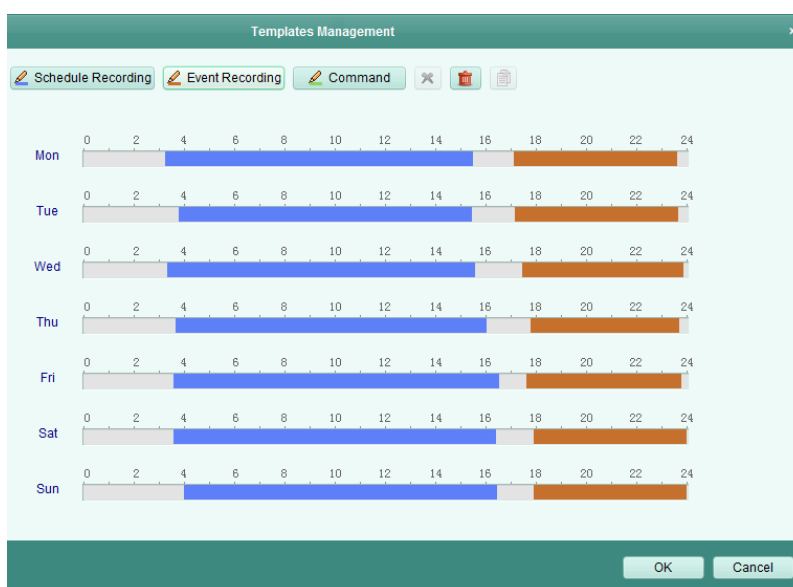 Templates Management
Schedule Recording Event Recording Command
0 2 4 6 8 10 12 14 16 18 20 22 24
Mon
0 2 4 6 8 10 12 14 16 18 20 22 24
Tue
0 2 4 6 8 10 12 14 16 18 20 22 24
Wed
0 2 4 6 8 10 12 14 16 18 20 22 24
Thu
0 2 4 6 8 10 12 14 16 18 20 22 24
Fri
0 2 4 6 8 10 12 14 16 18 20 22 24
Sat
0 2 4 6 8 10 12 14 16 18 20 22 24
Sun
OK Cancel